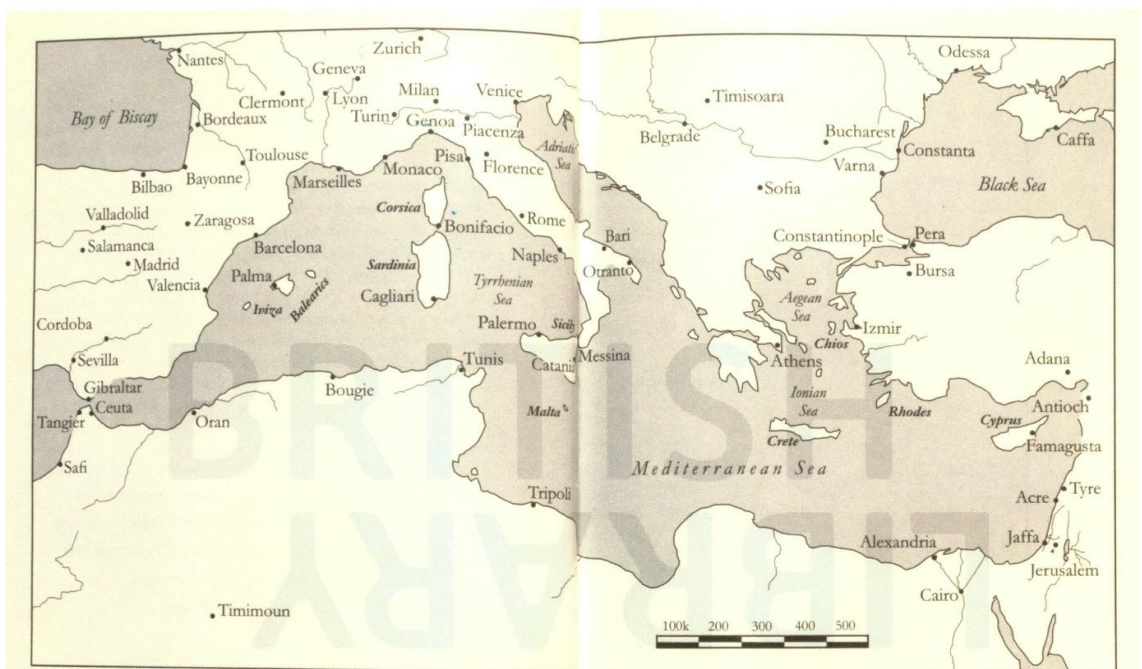 Zurich
Odessa
Nantes
Geneva
Clermont
Lyon
Milan
Venice
Timisoara
Bay of Biscay
Bordeaux
Turin
Genoa
Piacenza
Belgrade
Bucharest
Constanta
Caffa
Toulouse
Adriatic
Sea
Bilbao
Bayonne
Marseilles
Monaco
Pisa
Florence
Varna
Sofia
Black Sea
Valladolid
Zaragosa
Corsica
Rome
Salamanca
Barcelona
Bonifacio
Bari
Constantinople
Pera
Madrid
Naples
Palma
Sardinia
Otranto
Bursa
Valencia
Iviza
Balearics
Cagliari
Tyrrhenian
Sea
Aegean
Sea
Cordoba
Palermo
Sicily
Izmir
Sevilla
Tunis
Catani
Messina
Athens
Chios
Adana
Gibraltar
Bougie
Ceuta
Tangier
Oran
Malta
Ionian
Sea
Rhodes
Cyprus
Antioch
Crete
Famagusta
Safi
Mediterranean Sea
Tripoli
Acre
Tyre
Alexandria
Jaffa
Jerusalem
Cairo
Timimoun
100k 200 300 400 500
BRITISH
LIBRARY